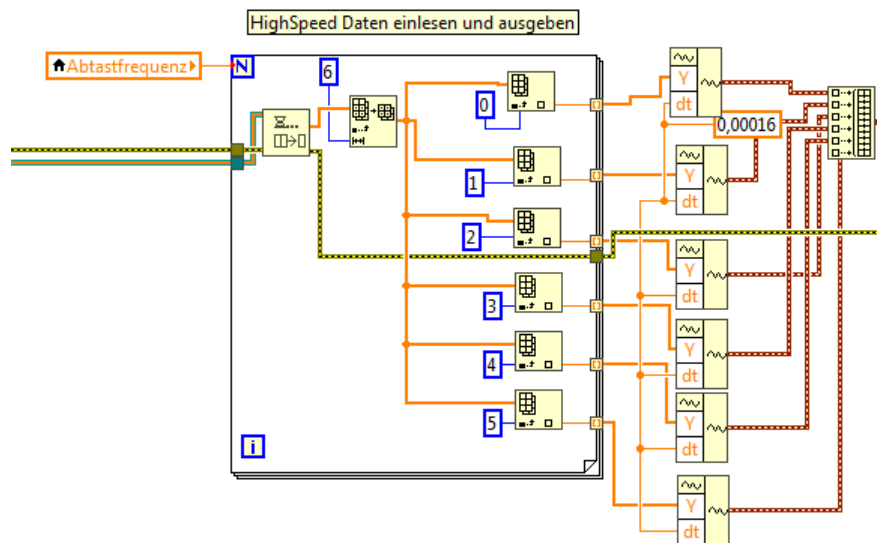 HighSpeed Daten einlesen und ausgeben
Abtastfrequenz
N
6
0
1
2
3
4
5
i
Y
dt
0,00016
Y
dt
Y
dt
Y
dt
Y
dt
Y
dt